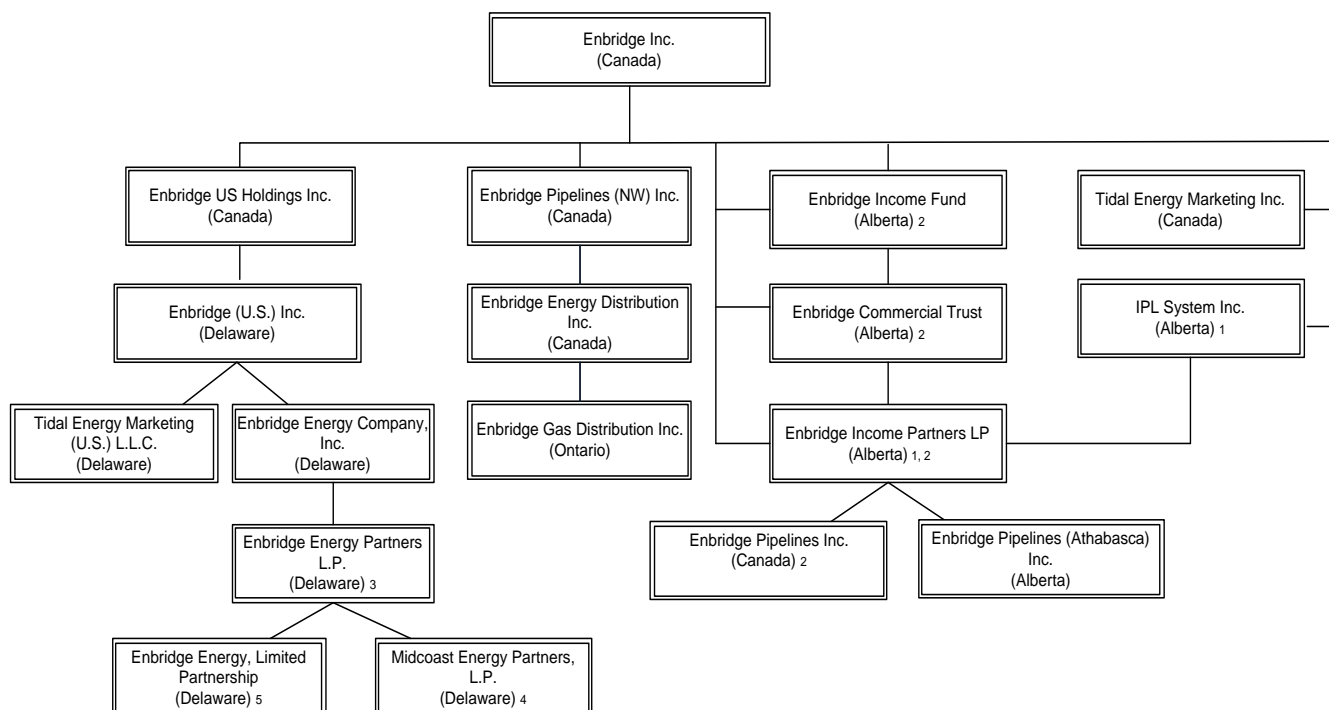 Enbridge Inc.
(Canada)
Enbridge US Holdings Inc.
(Canada)
Enbridge Pipelines (NW) Inc.
(Canada)
Enbridge Income Fund
(Alberta) 2
Tidal Energy Marketing Inc.
(Canada)
Enbridge (U.S.) Inc.
(Delaware)
Enbridge Energy Distribution
Inc.
(Canada)
Enbridge Commercial Trust
(Alberta) 2
IPL System Inc.
(Alberta) 1
Tidal Energy Marketing
(U.S.) L.L.C.
(Delaware)
Enbridge Energy Company,
Inc.
(Delaware)
Enbridge Gas Distribution Inc.
(Ontario)
Enbridge Income Partners LP
(Alberta) 1, 2
Enbridge Energy Partners
L.P.
(Delaware) 3
Enbridge Pipelines Inc.
(Canada) 2
Enbridge Pipelines (Athabasca)
Inc.
(Alberta)
Enbridge Energy, Limited
Partnership
(Delaware) 5
Midcoast Energy Partners,
L.P.
(Delaware) 4